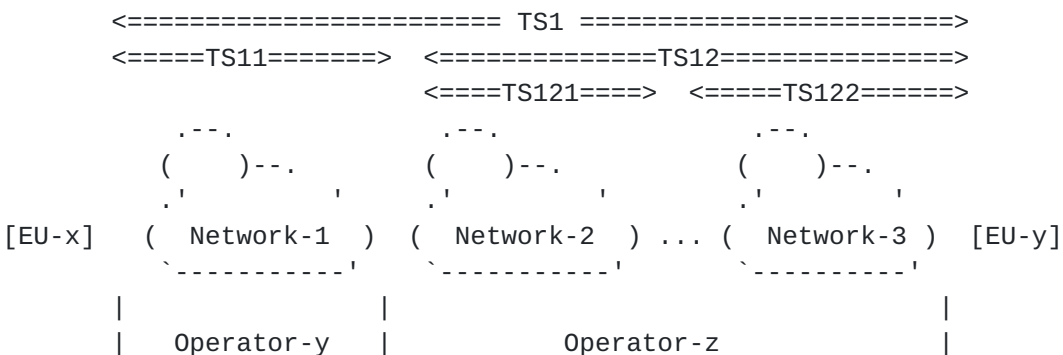 <======================== TS1 ========================>
<=====TS11=======> <==============TS12===============>
<====TS121====> <=====TS122======>
.--. .--. .--.
( )--. ( )--. ( )--.
.' ' .' ' .' '
[EU-x] ( Network-1 ) ( Network-2 ) ... ( Network-3 ) [EU-y]
`-----------' `-----------' `----------'
| | |
| Operator-y | Operator-z |